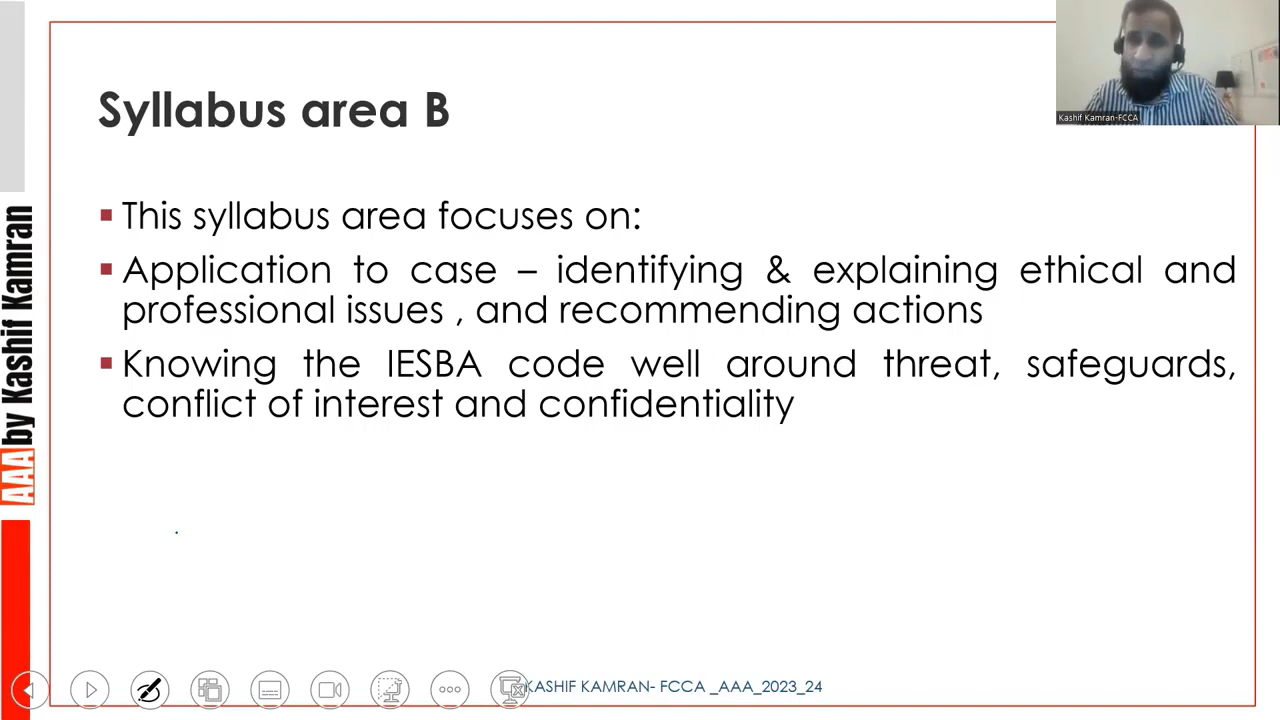 Syllabus area B
Kashif Kamran-FCCA
This syllabus area focuses on:
Application to case – identifying & explaining ethical and
professional issues , and recommending actions
Knowing the IESBA code well around threat, safeguards,
conflict of interest and confidentiality
AAA by Kashif Kamran
KASHIF KAMRAN- FCCA _AAA_2023_24